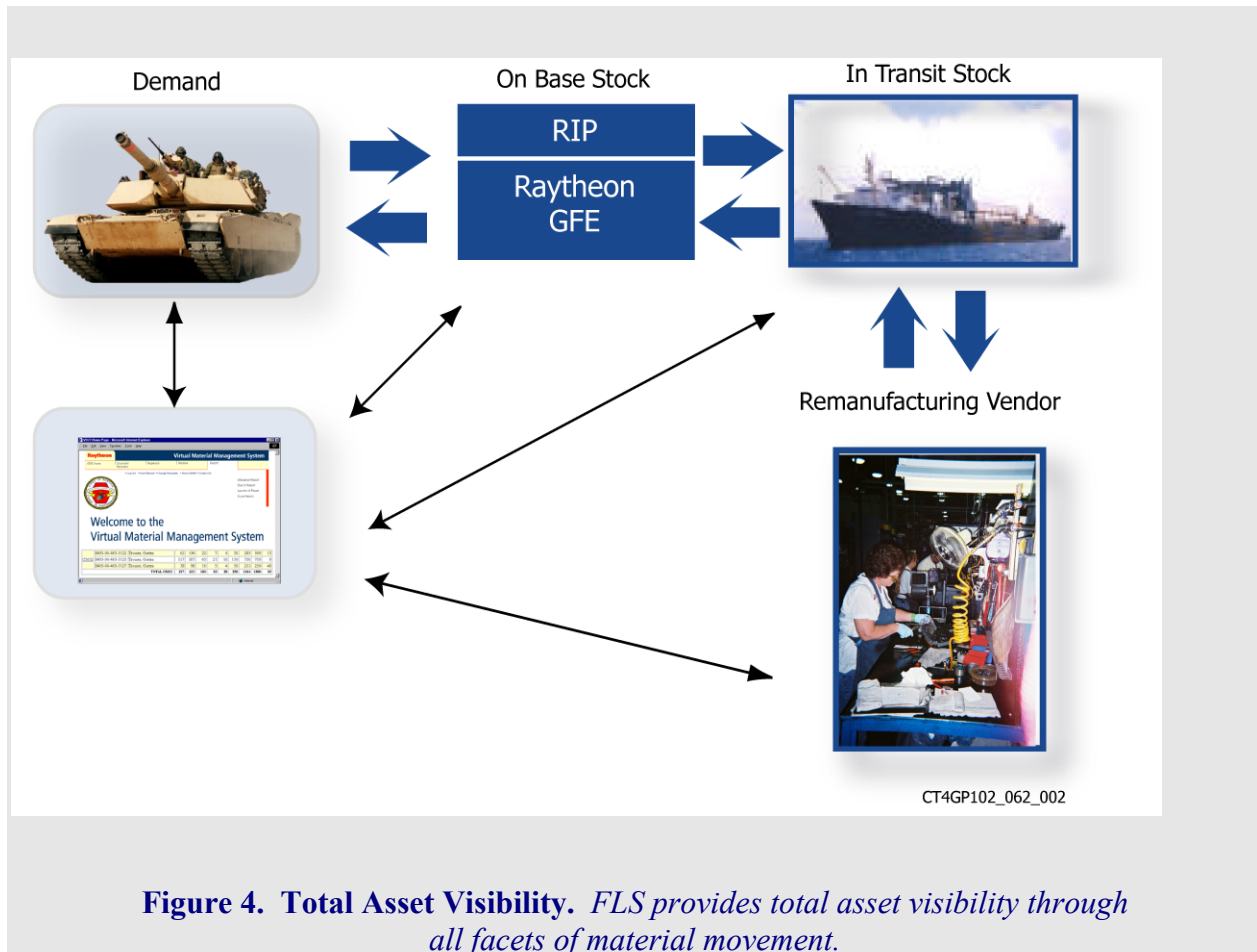 Demand
On Base Stock
In Transit Stock
RIP
Raytheon
GFE
Remanufacturing Vendor
Raytheon
Virtual Material Management System
Welcome to the
Virtual Material Management System
CT4GP102_062_002
Figure 4. Total Asset Visibility. FLS provides total asset visibility through
all facets of material movement.